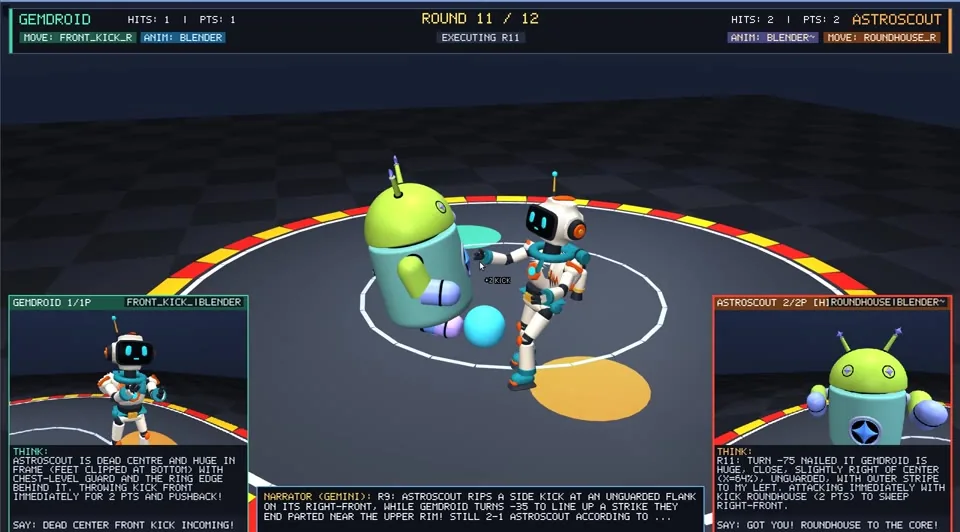 GEMDROID HITS: 1 | PTS: 1
MOVE: FRONT_KICK_R ANIM: BLENDER
ROUND 11 / 12
EXECUTING R11
HITS: 2 | PTS: 2 ASTROSCOUT
ANIM: BLENDER~ MOVE: ROUNDHOUSE_R
+2 KICK
GEMDROID 1/1P FRONT_KICK_|BLENDER
THINK:
ASTROSCOUT IS DEAD CENTRE AND HUGE IN
FRAME (FEET CLIPPED AT BOTTOM) WITH
CHEST-LEVEL GUARD AND THE RING EDGE
BEHIND IT. THROWING KICK FRONT
IMMEDIATELY FOR 2 PTS AND PUSHBACK!
SAY: DEAD CENTER FRONT KICK INCOMING!
NARRATOR (GEMINI): R9: ASTROSCOUT RIPS A SIDE KICK AT AN UNGUARDED FLANK
ON ITS RIGHT-FRONT, WHILE GEMDROID TURNS -35 TO LINE UP A STRIKE THEY
END PARTED NEAR THE UPPER RIM! STILL 2-1 ASTROSCOUT ACCORDING TO ...
ASTROSCOUT 2/2P [H]ROUNDHOUSE|BLENDER~
THINK:
R11: TURN -75 NAILED IT GEMDROID IS
HUGE, CLOSE, SLIGHTLY RIGHT OF CENTER
(X=64%), UNGUARDED, WITH OUTER STRIPE
TO MY LEFT. ATTACKING IMMEDIATELY WITH
KICK ROUNDHOUSE (2 PTS) TO SWEEP
RIGHT-FRONT.
SAY: GOT YOU! ROUNDHOUSE TO THE CORE!